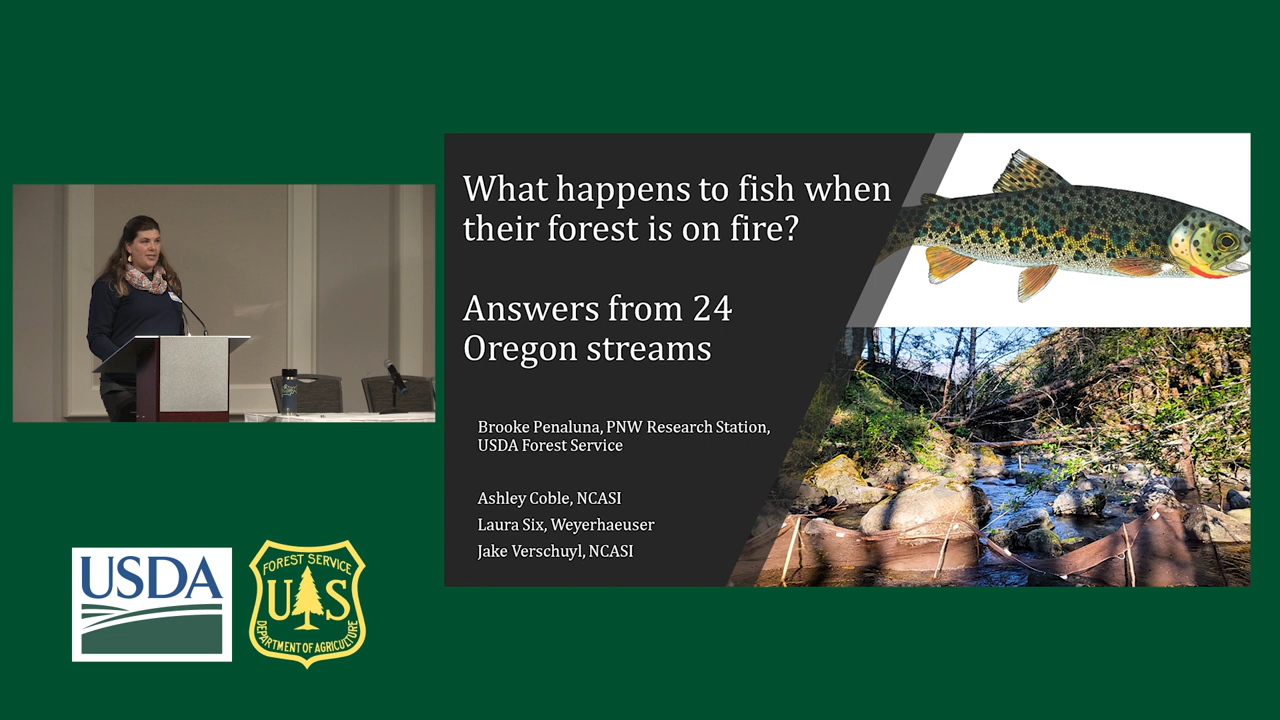 What happens to fish when
their forest is on fire?
Answers from 24
Oregon streams
Brooke Penaluna, PNW Research Station,
USDA Forest Service
Ashley Coble, NCASI
Laura Six, Weyerhaeuser
Jake Verschuyl, NCASI
USDA
FOREST SERVICE
U S
DEPARTMENT OF AGRICULTURE